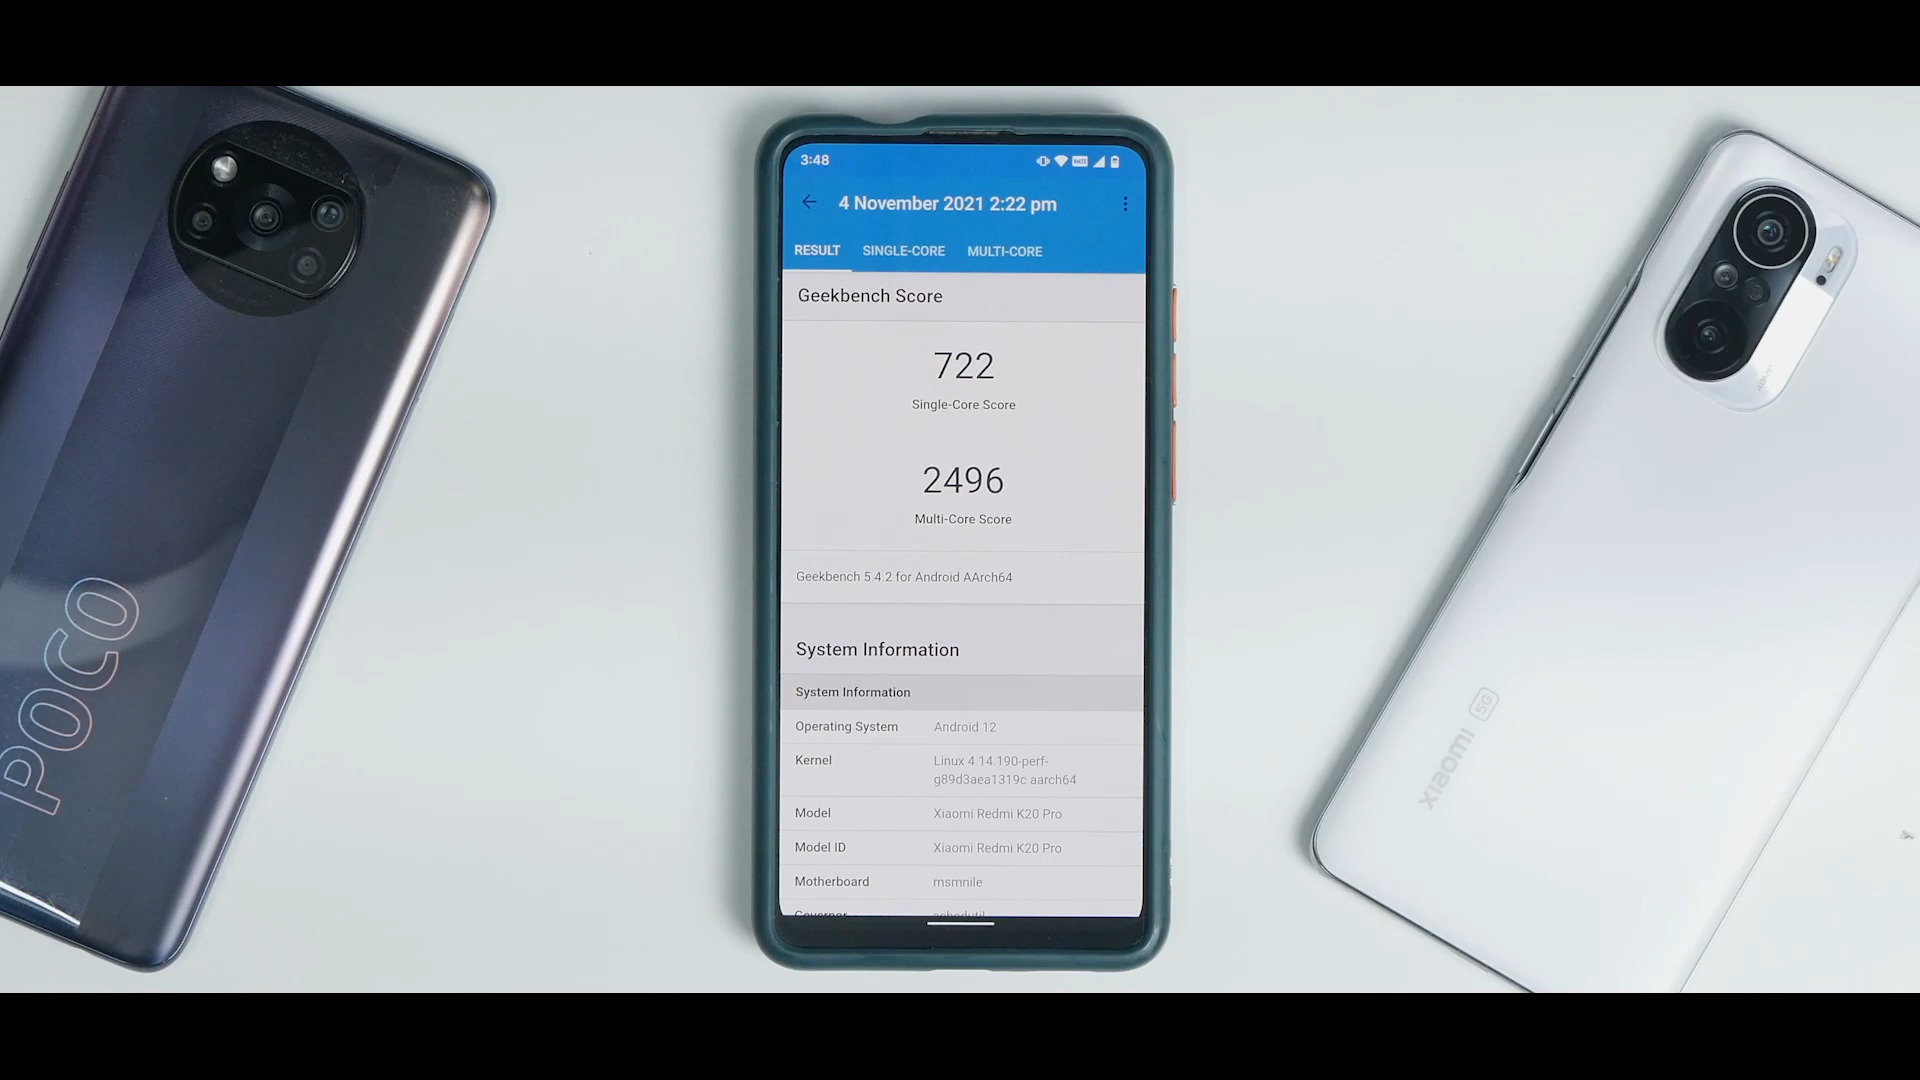 3:48
4 November 2021 2:22 pm
RESULT SINGLE-CORE MULTI-CORE
Geekbench Score
722
Single-Core Score
2496
Multi-Core Score
Geekbench 5.4.2 for Android AArch64
System Information
System Information
Operating System Android 12
Kernel Linux 4.14.190-perf-
g89d3aea1319c aarch64
Model Xiaomi Redmi K20 Pro
Model ID Xiaomi Redmi K20 Pro
Motherboard msmnile
POCO
Xiaomi 5G